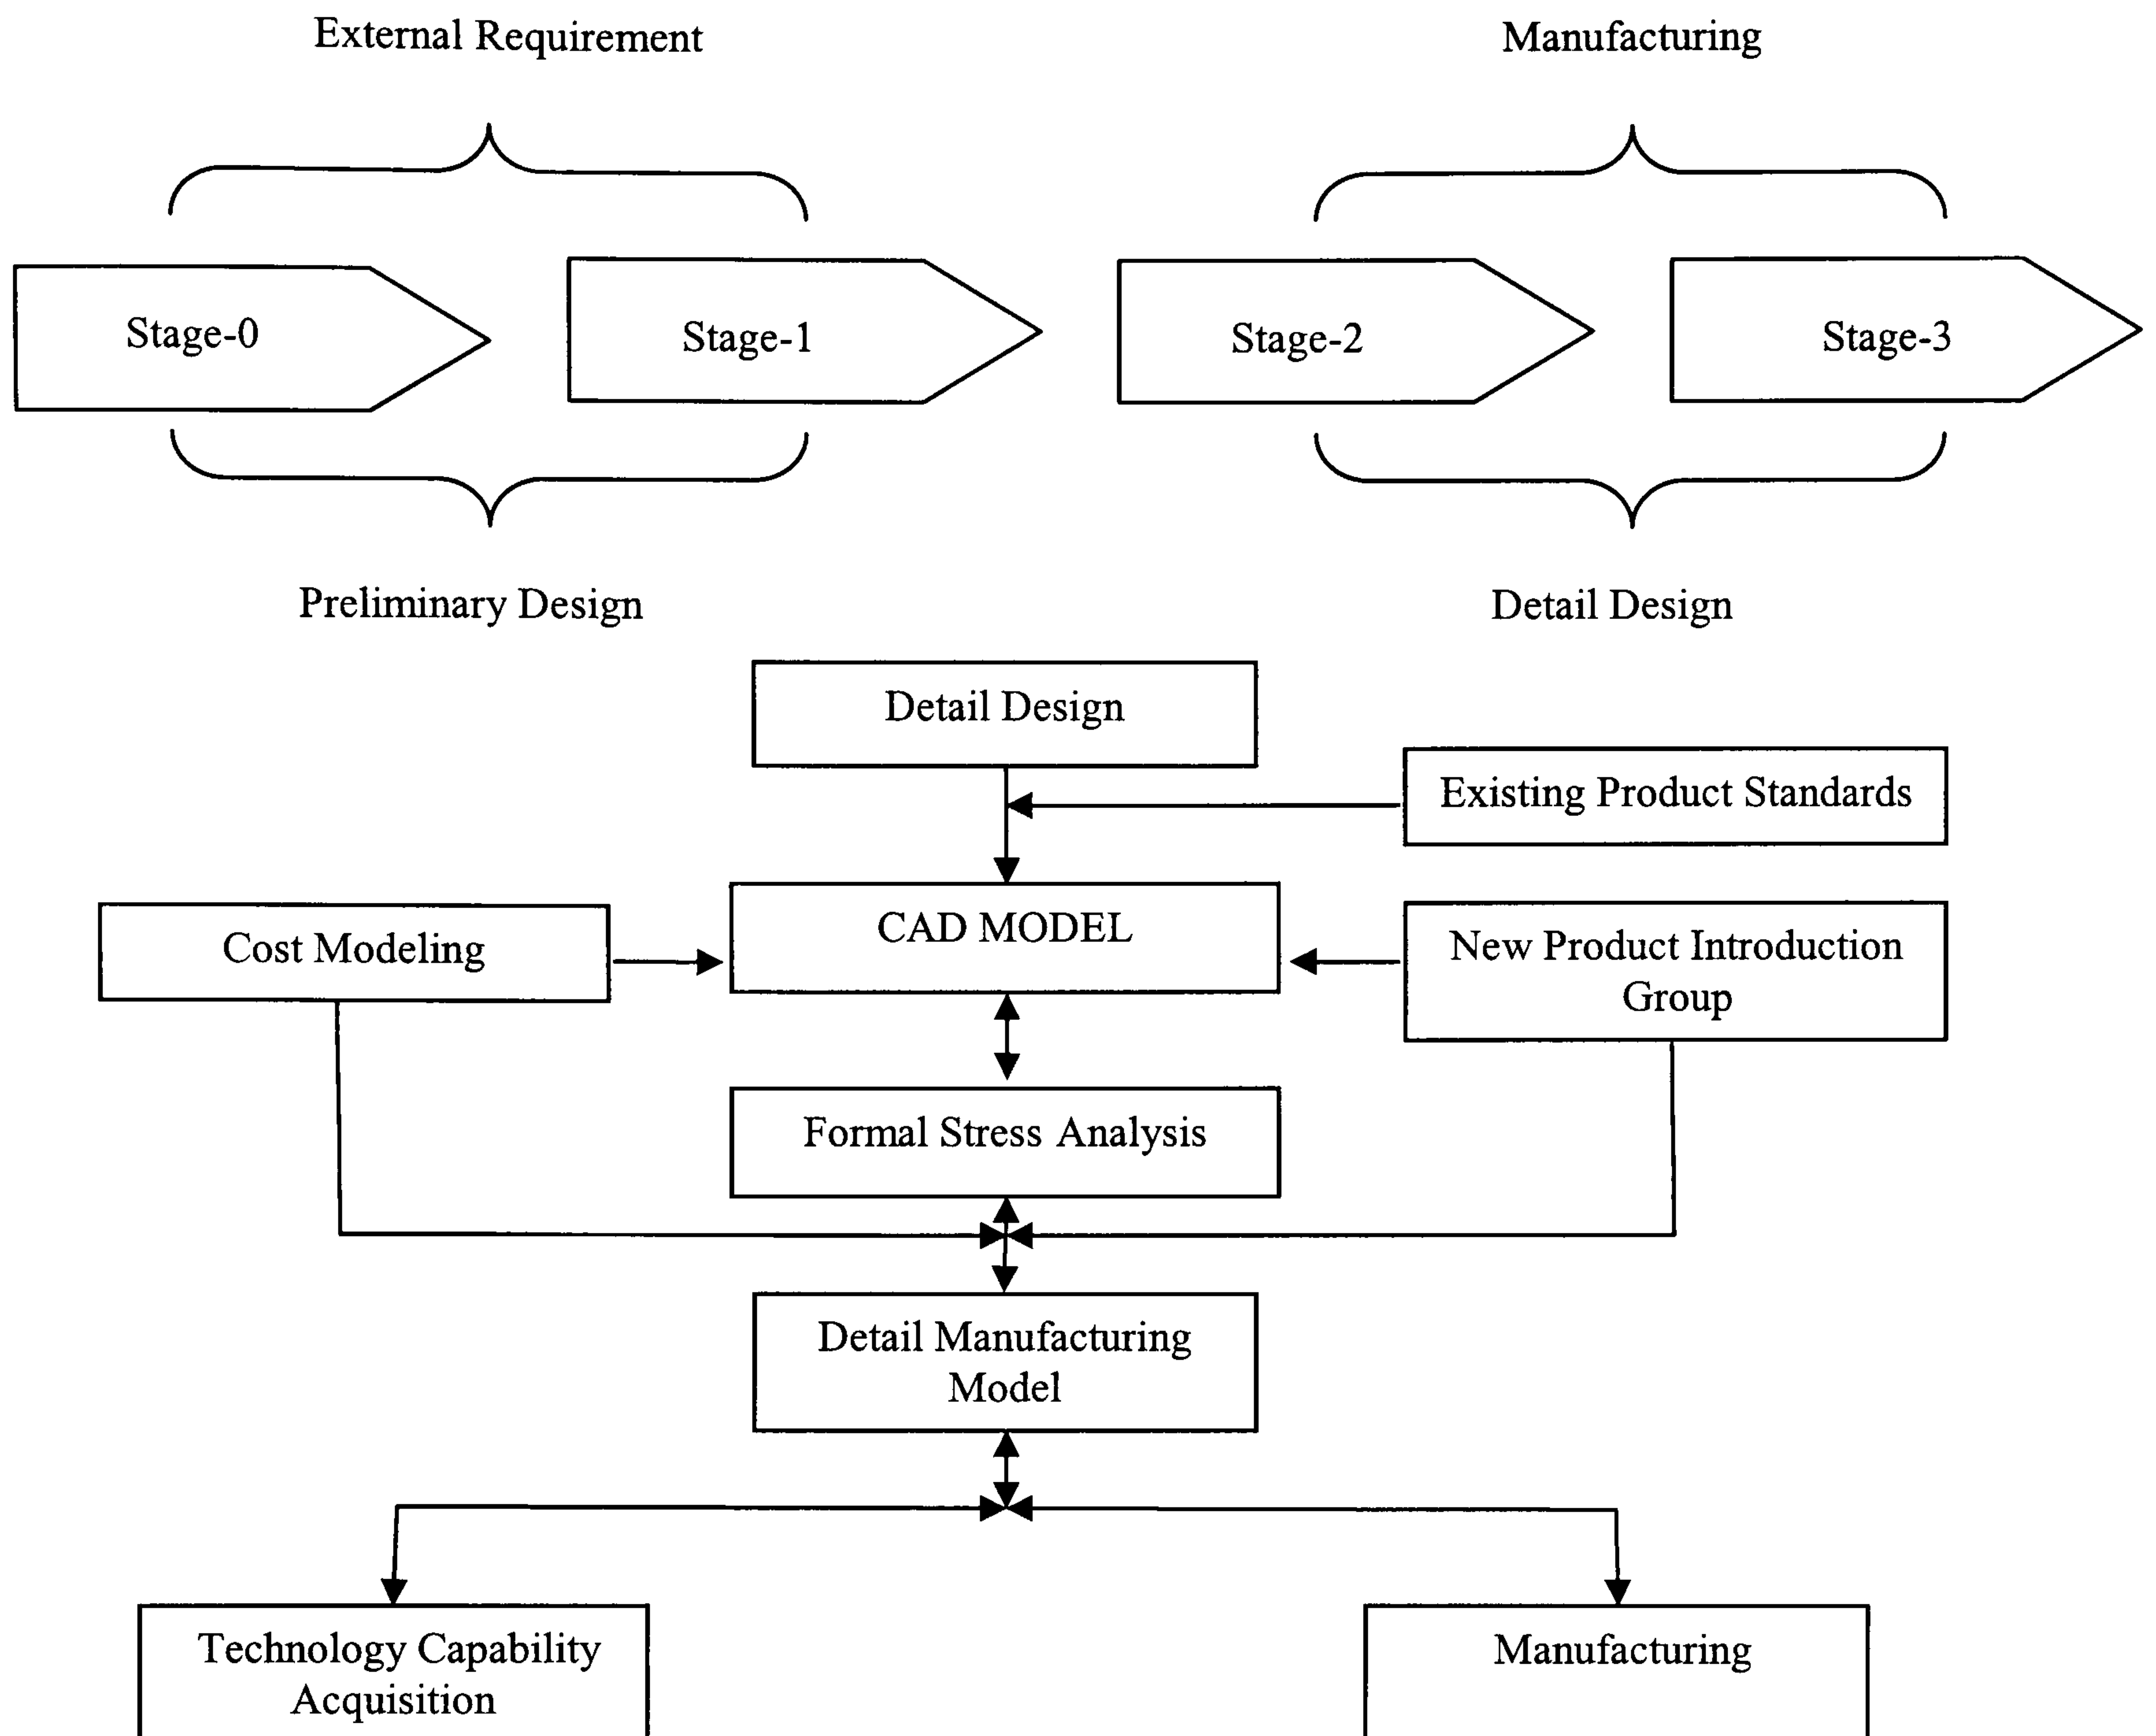 External Requirement
Manufacturing
Stage-0
Stage-1
Stage-2
Stage-3
Preliminary Design
Detail Design
Detail Design
Existing Product Standards
Cost Modeling
CAD MODEL
New Product Introduction
Group
Formal Stress Analysis
Detail Manufacturing
Model
Technology Capability
Acquisition
Manufacturing